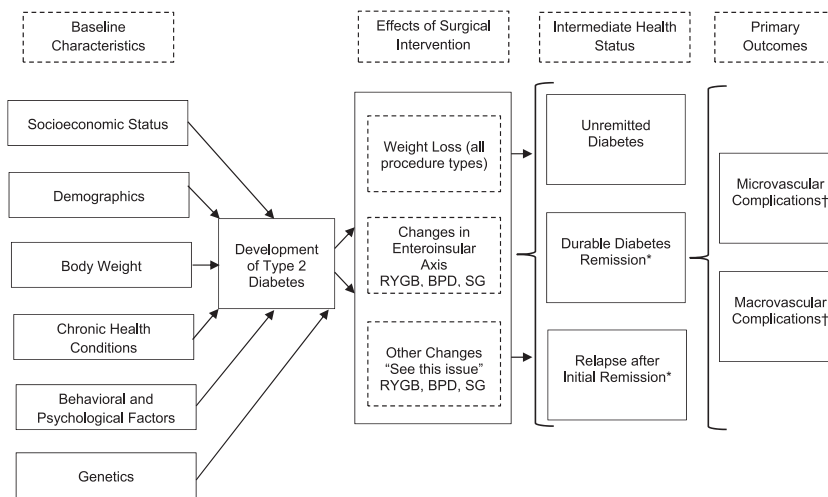 Baseline
Characteristics
Effects of Surgical
Intervention
Intermediate Health
Status
Primary
Outcomes
Socioeconomic Status
Demographics
Body Weight
Chronic Health
Conditions
Behavioral and
Psychological Factors
Genetics
Development
of Type 2
Diabetes
Weight Loss (all
procedure types)
Changes in
Enteroinsular
Axis
RYGB, BPD, SG
Other Changes
“See this issue”
RYGB, BPD, SG
Unremitted
Diabetes
Durable Diabetes
Remission*
Relapse after
Initial Remission*
Microvascular
Complications†
Macrovascular
Complications†